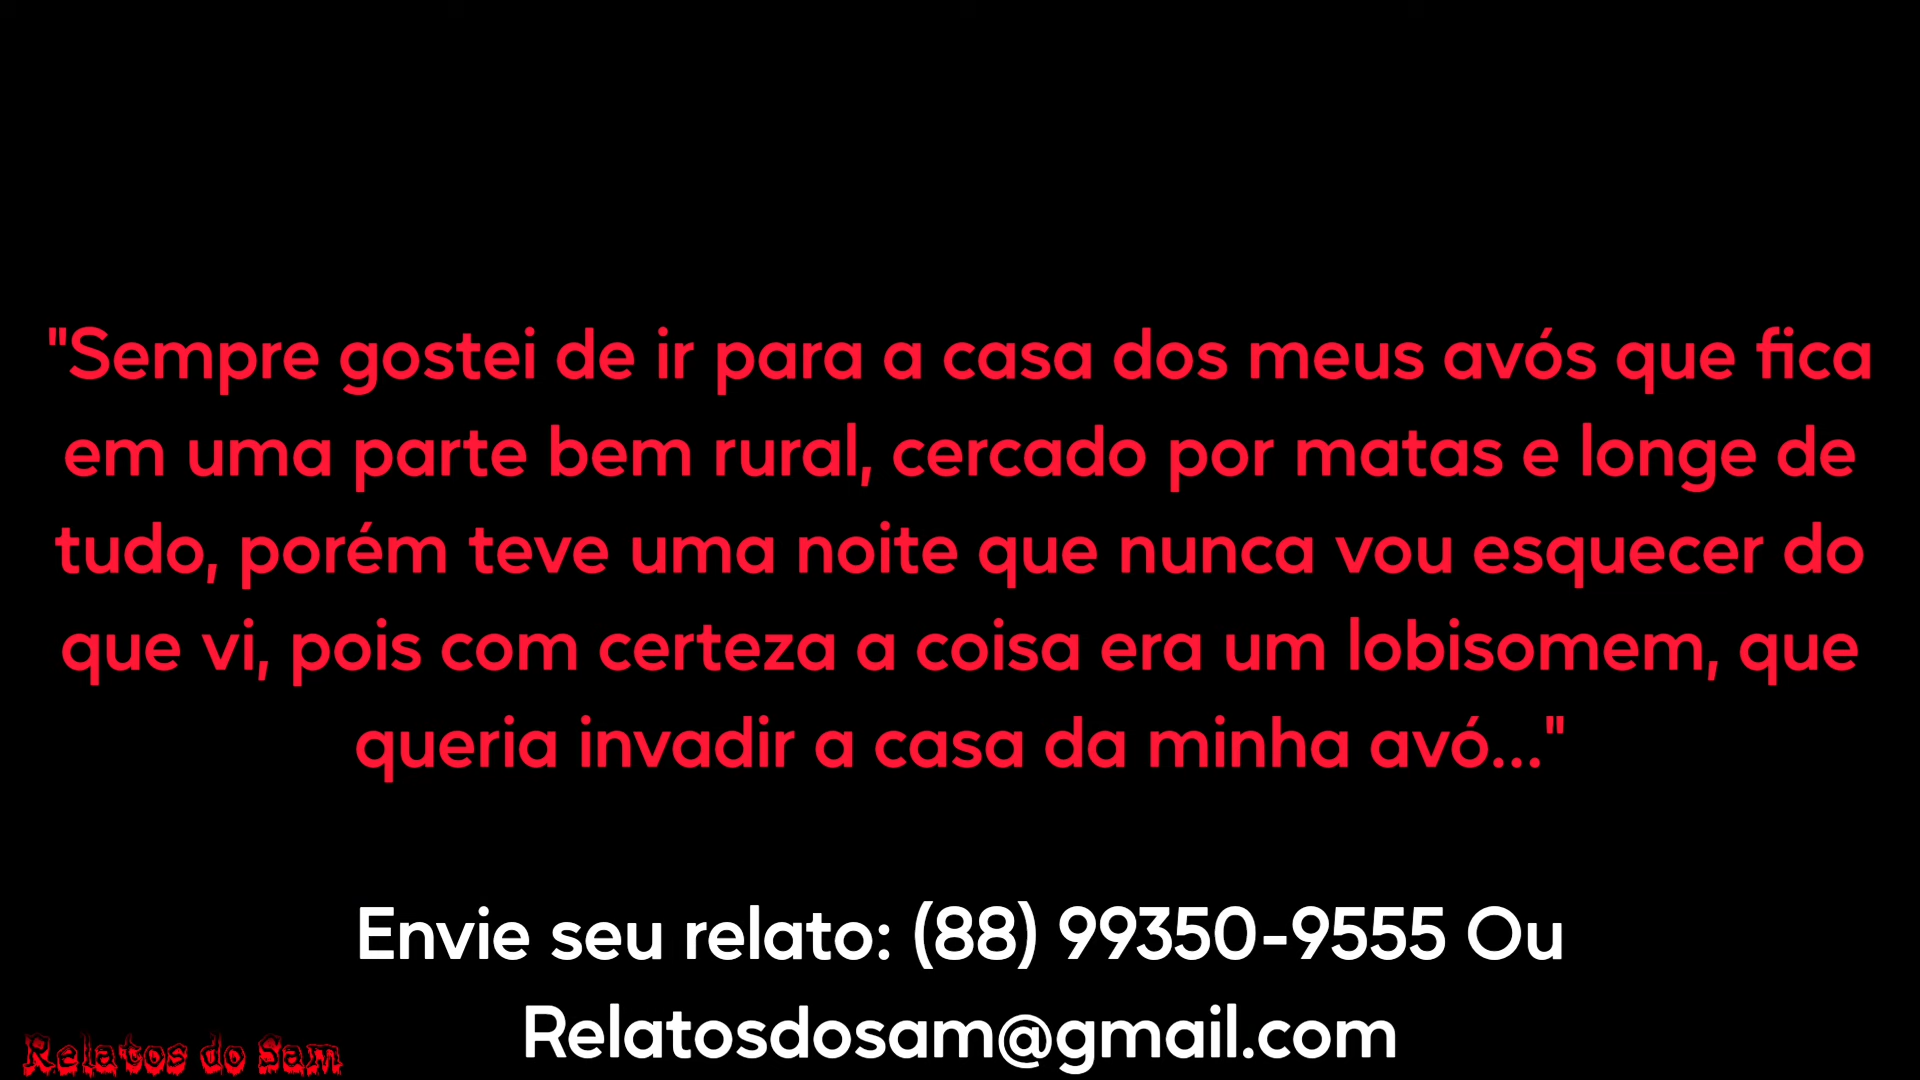 "Sempre gostei de ir para a casa dos meus avós que fica
em uma parte bem rural, cercado por matas e longe de
tudo, porém teve uma noite que nunca vou esquecer do
que vi, pois com certeza a coisa era um lobisomem, que
queria invadir a casa da minha avó..."
Envie seu relato: (88) 99350-9555 Ou
Relatosdosam@gmail.com
Relatos do Sam